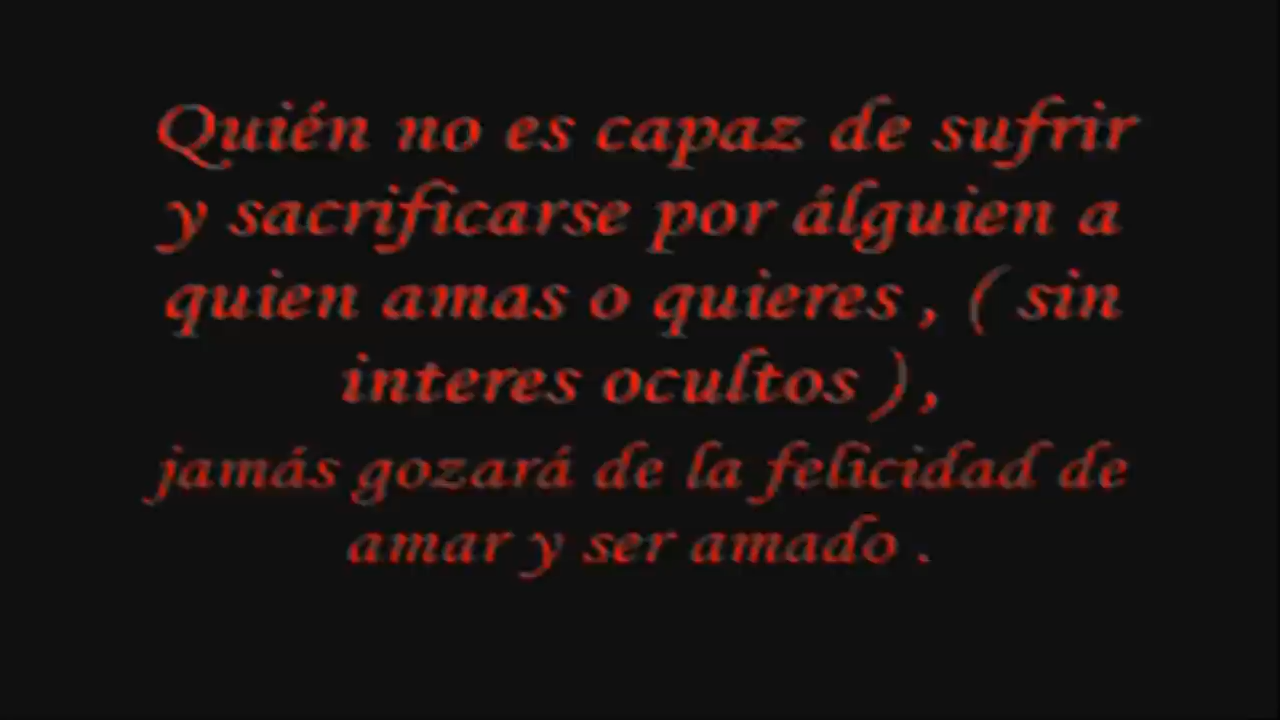 Quién no es capaz de sufrir
y sacrificarse por álguien a
quien amas o quieres , ( sin
interes ocultos ) ,
jamás gozará de la felicidad de
amar y ser amado .